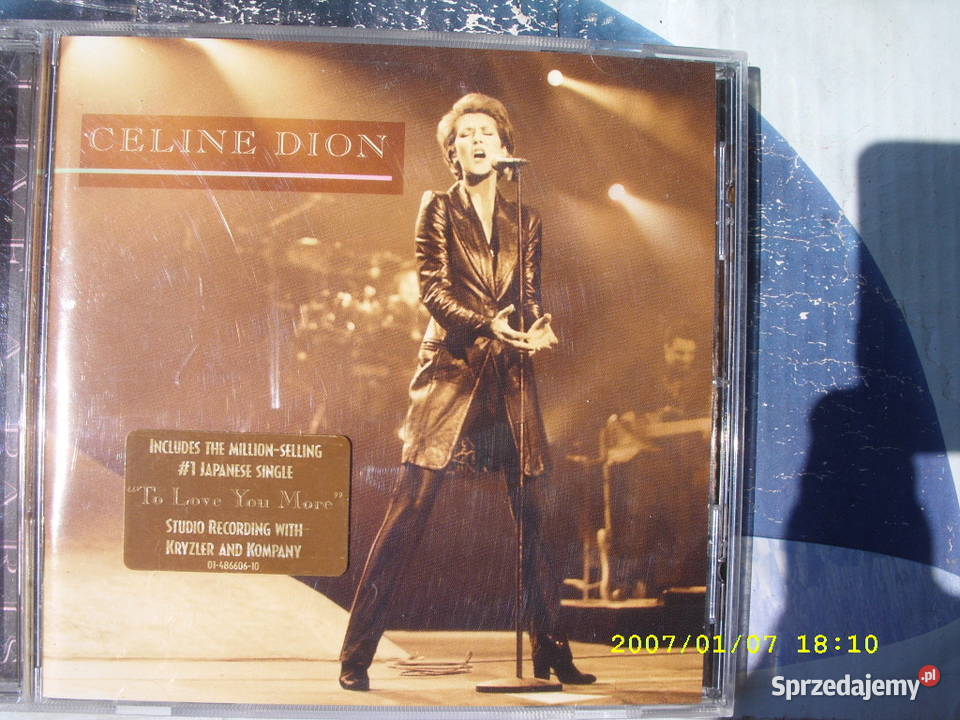 CELINE DION
INCLUDES THE MILLION-SELLING
#1 JAPANESE SINGLE
"To Love You More"
STUDIO RECORDING WITH
KRYZLER AND KOMPANY
01-486606-10
2007/01/07 18:10
Sprzedajemy.pl